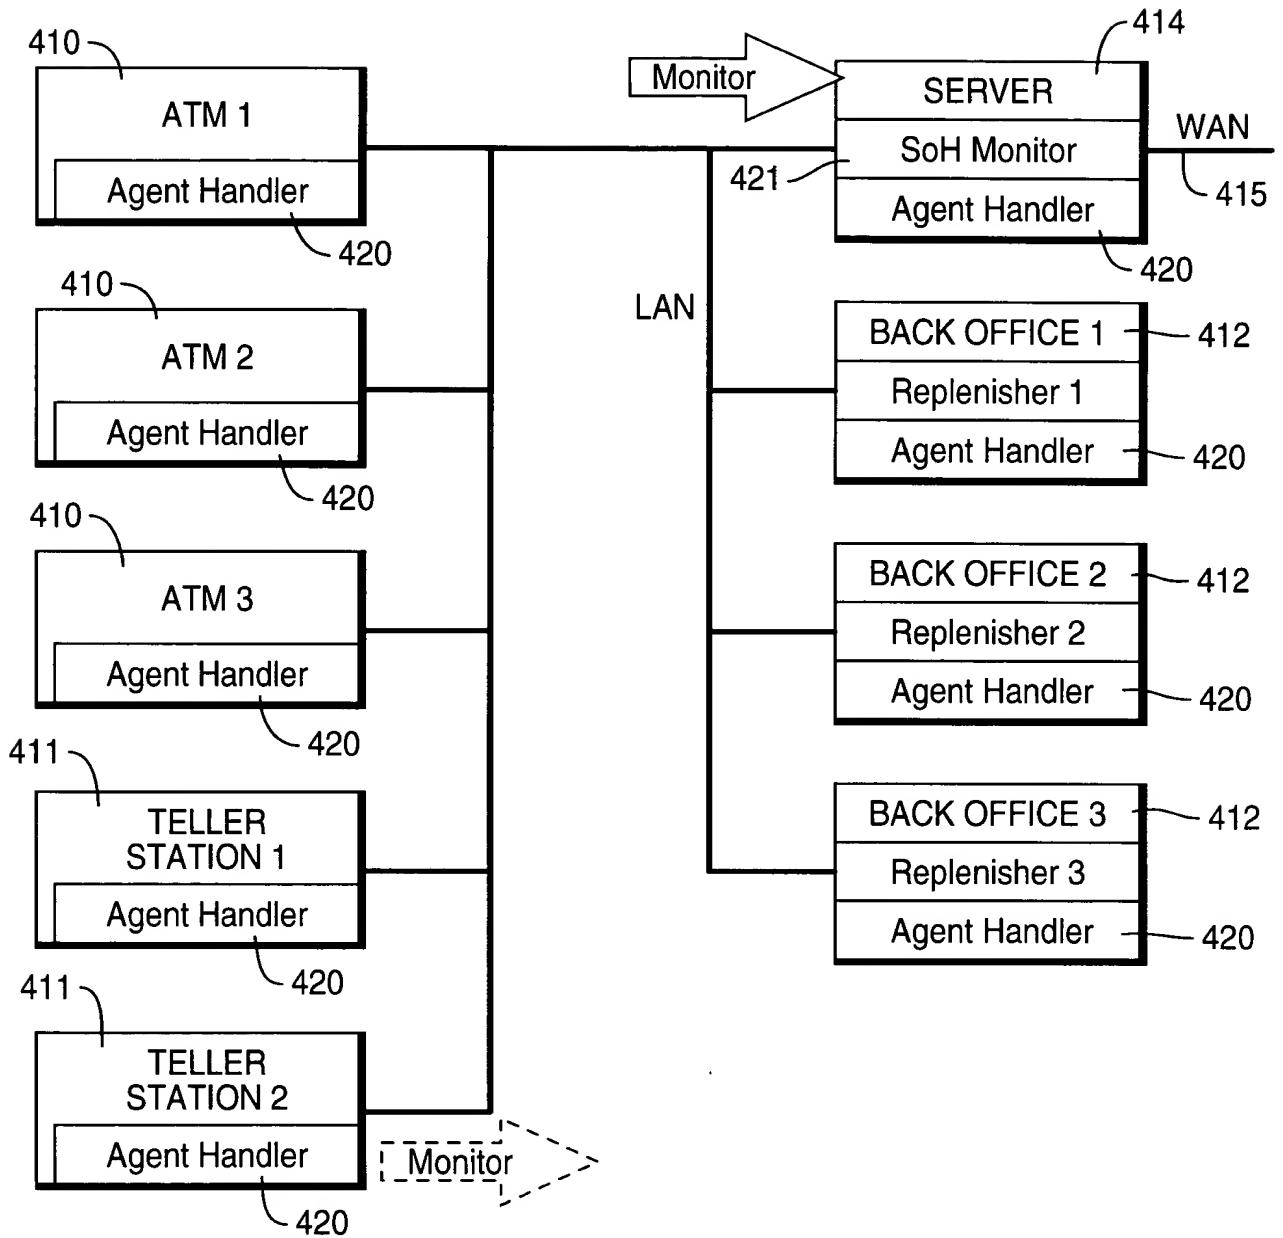 410
ATM 1
Agent Handler
420
410
ATM 2
Agent Handler
420
410
ATM 3
Agent Handler
420
411
TELLER
STATION 1
Agent Handler
420
411
TELLER
STATION 2
Agent Handler
420
Monitor
LAN
Monitor
414
SERVER
SoH Monitor
421
Agent Handler
420
WAN
415
BACK OFFICE 1
412
Replenisher 1
Agent Handler
420
BACK OFFICE 2
412
Replenisher 2
Agent Handler
420
BACK OFFICE 3
412
Replenisher 3
Agent Handler
420